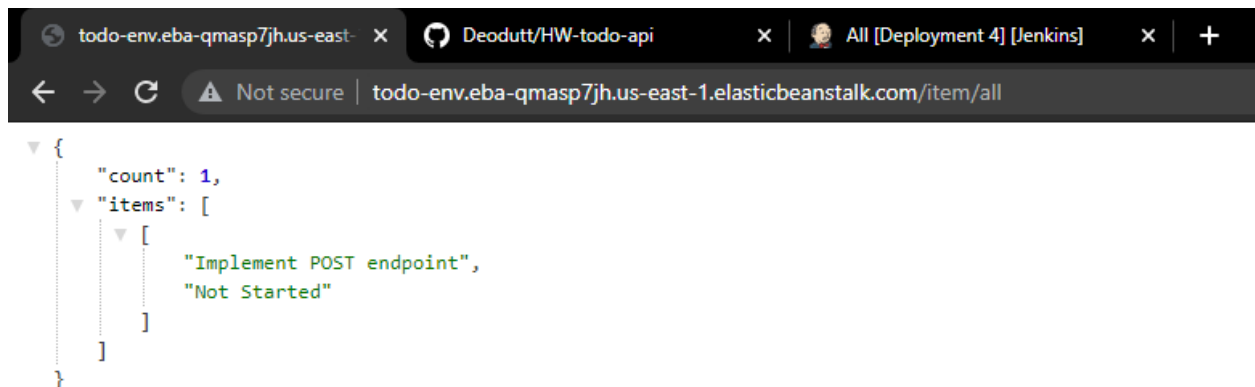 todo-env.eba-qmasp7jh.us-east-
Deodutt/HW-todo-api
All [Deployment 4] [Jenkins]
Not secure | todo-env.eba-qmasp7jh.us-east-1.elasticbeanstalk.com/item/all
{
"count": 1,
"items": [
[
"Implement POST endpoint",
"Not Started"
]
]
}